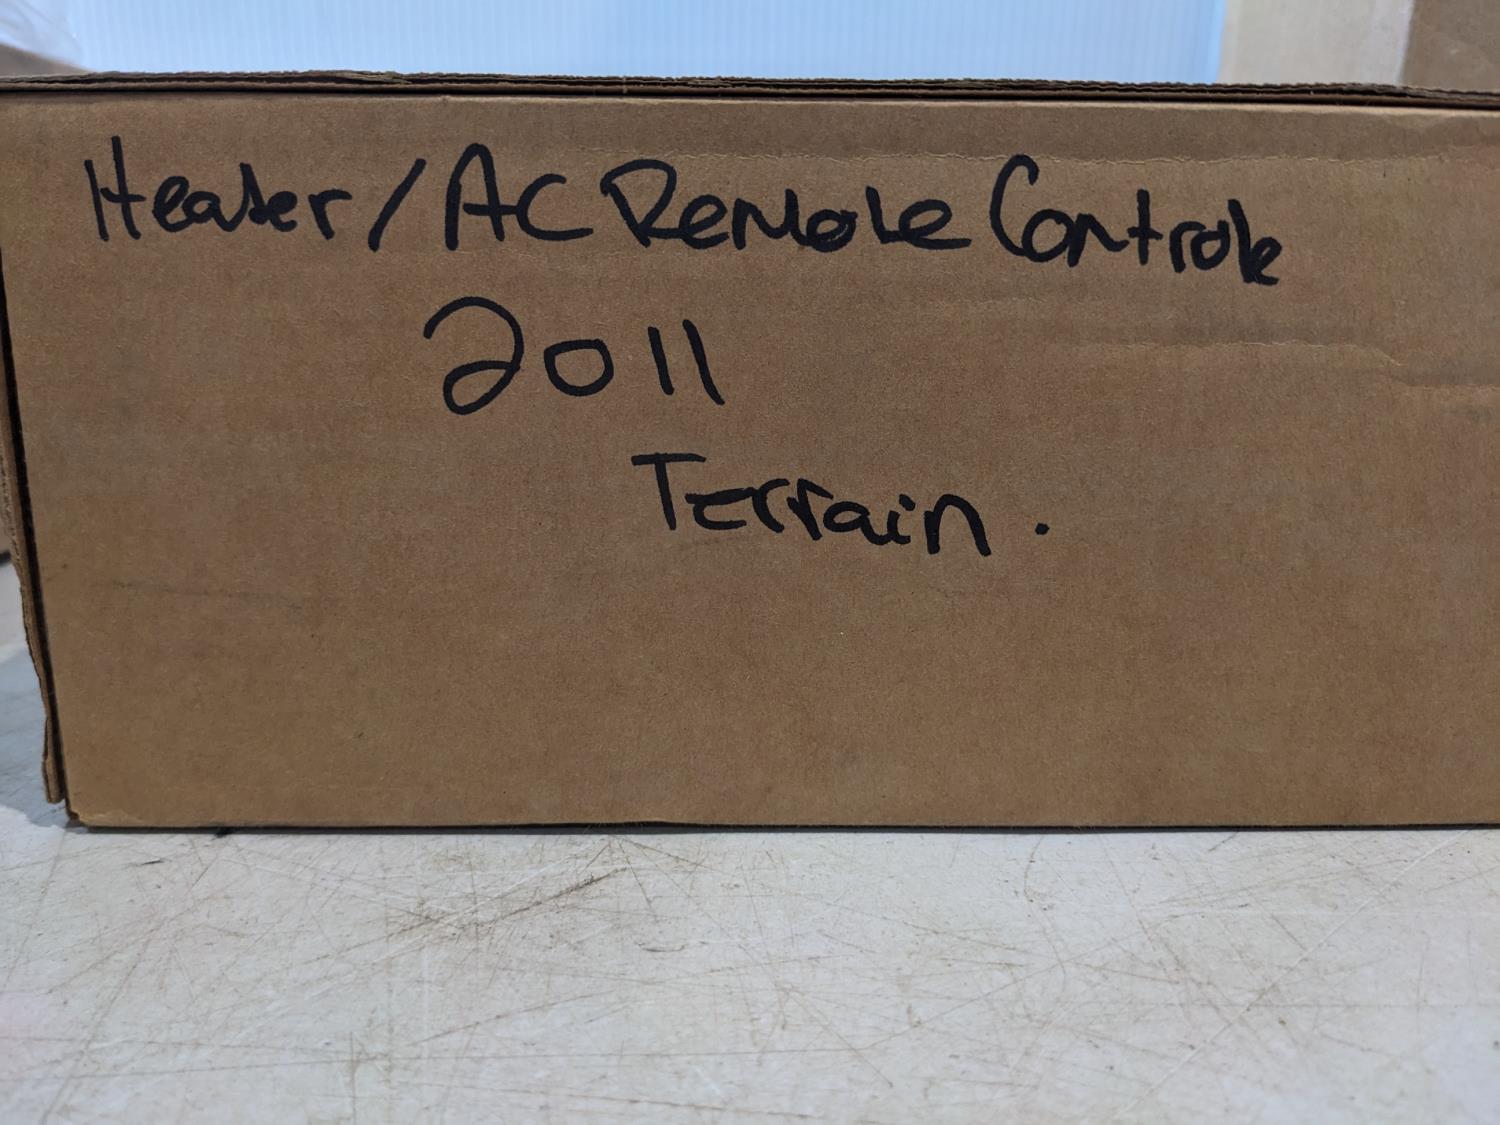 Heater/AC Remote Controle
2011
Terrain.